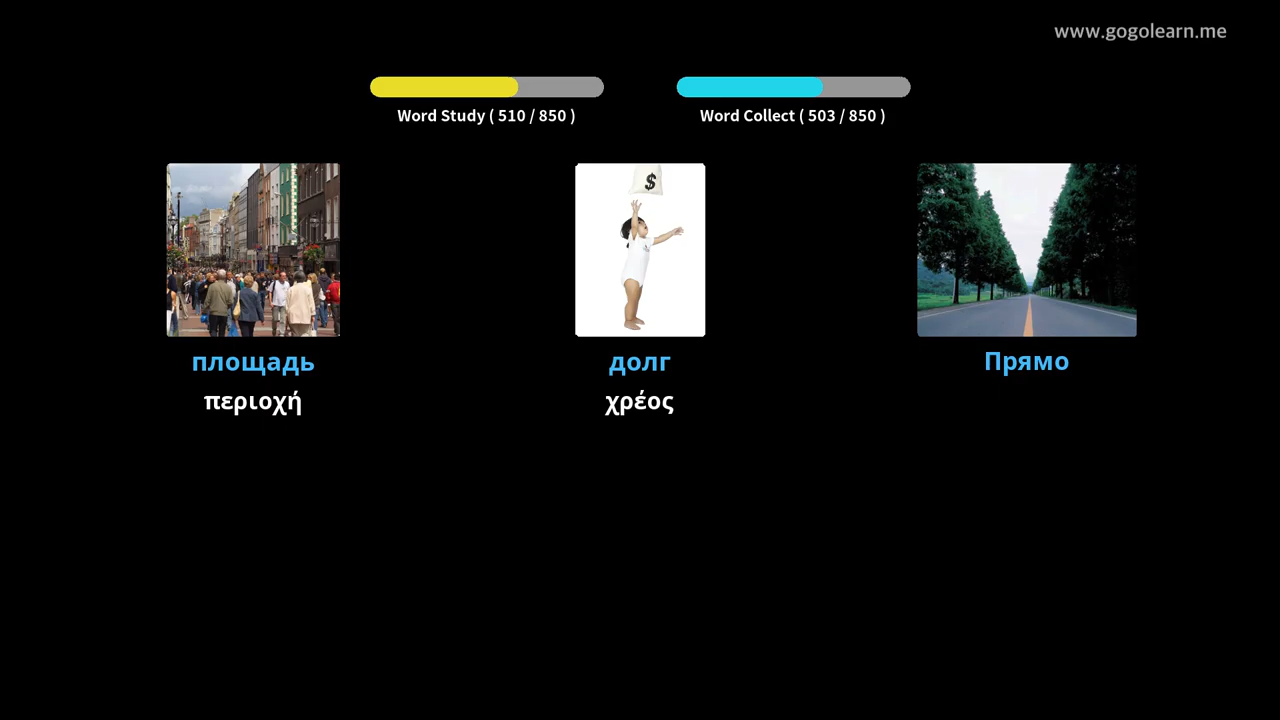 www.gogolearn.me
Word Study ( 510 / 850 )
Word Collect ( 503 / 850 )
$
площадь
долг
Прямо
περιοχή
χρέος